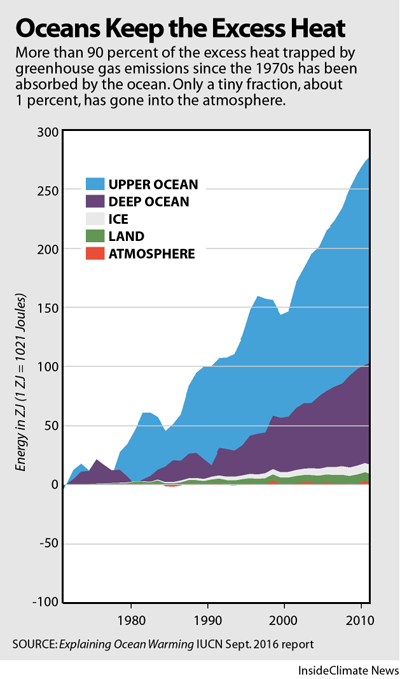 Oceans Keep the Excess Heat
More than 90 percent of the excess heat trapped by
greenhouse gas emissions since the 1970s has been
absorbed by the ocean. Only a tiny fraction, about
1 percent, has gone into the atmosphere.
300
250
200
150
100
50
0
-50
-100
Energy in ZJ (1 ZJ = 1021 Joules)
UPPER OCEAN
DEEP OCEAN
ICE
LAND
ATMOSPHERE
1980 1990 2000 2010
SOURCE: Explaining Ocean Warming IUCN Sept. 2016 report
InsideClimate News